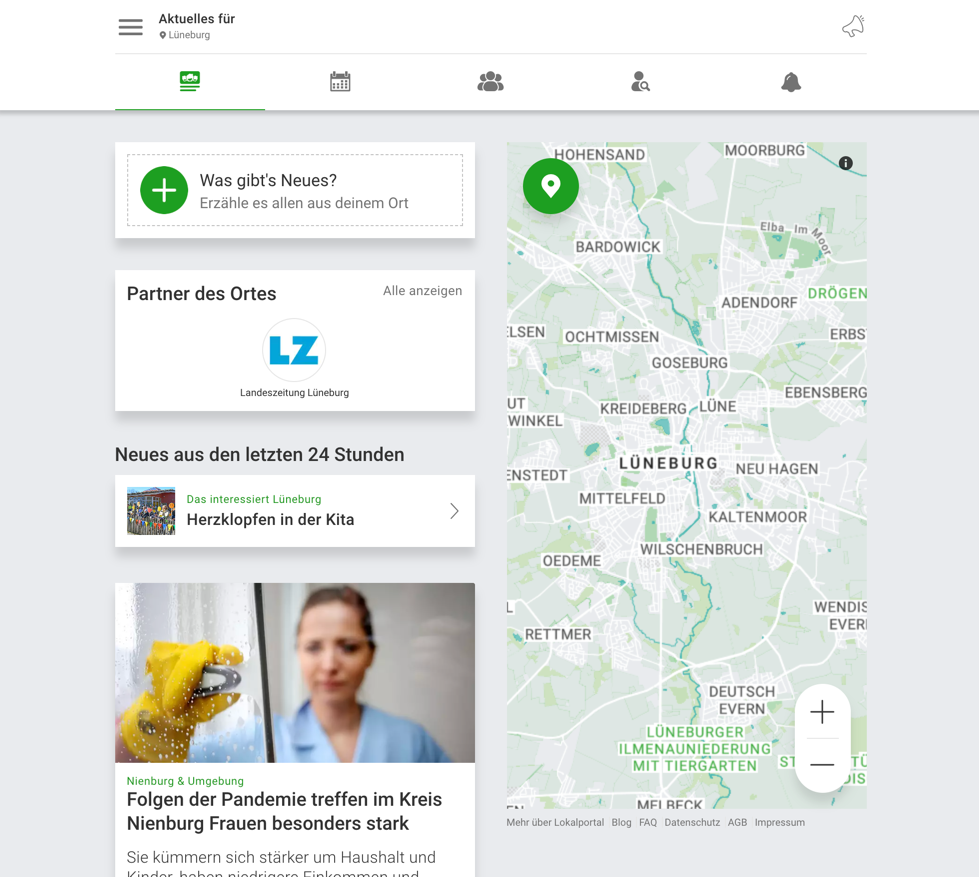 Aktuelles für
Lüneburg
Was gibt's Neues?
Erzähle es allen aus deinem Ort
Partner des Ortes
Alle anzeigen
LZ
Landeszeitung Lüneburg
Neues aus den letzten 24 Stunden
Das interessiert Lüneburg
Herzklopfen in der Kita
Nienburg & Umgebung
Folgen der Pandemie treffen im Kreis
Nienburg Frauen besonders stark
Sie kümmern sich stärker um Haushalt und
Kinder, haben niedrigere Einkommen und
HOHENSAND
MOORBURG
Elba Im Moor
BARDOWICK
ADENDORF
DRÖGEN
ELSEN
OCHTMISSEN
ERBS
GOSEBURG
EBENSBERG
UT
WINKEL
KREIDEBERG
LÜNE
LÜNEBURG
NEU HAGEN
ENSTEDT
MITTELFELD
KALTENMOOR
WILSCHENBRUCH
OEDEME
WENDIS
EVER
RETTMER
DEUTSCH
EVERN
LÜNEBURGER
ILMENAUNIEDERUNG
MIT TIERGARTEN
MELBECK
Mehr über Lokalportal Blog FAQ Datenschutz AGB Impressum